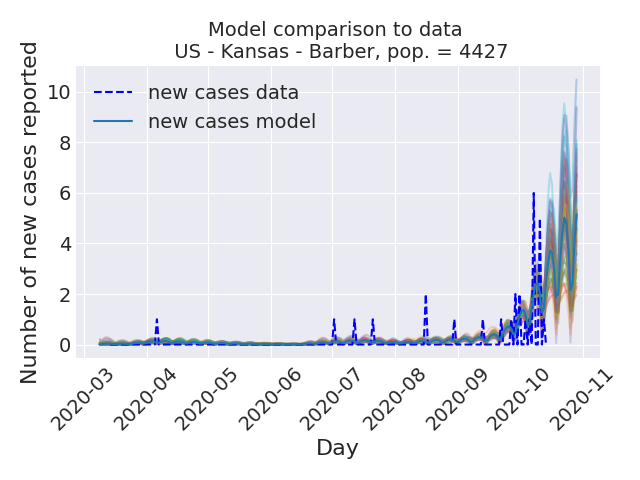 Model comparison to data
US - Kansas - Barber, pop. = 4427
Number of new cases reported
10
8
6
4
2
0
new cases data
new cases model
2020-03
2020-04
2020-05
2020-06
2020-07
2020-08
2020-09
2020-10
2020-11
Day